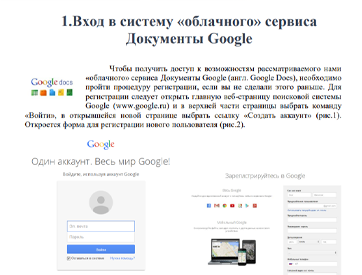 1.Вход в систему «облачного» сервиса
Документы Google
Чтобы получить доступ к возможностям рассматриваемого нами
Google docs
«облачного» сервиса Документы Google (англ. Google Docs), необходимо
пройти процедуру регистрации, если вы не сделали этого раньше. Для
регистрации следует открыть главную веб-страницу поисковой системы
Google (www.google.ru) и в верхней части страницы выбрать команду
«Войти», в открывшейся новой странице выбрать ссылку «Создать аккаунт» (рис.1).
Откроется форма для регистрации нового пользователя (рис.2).
Google
Один аккаунт. Весь мир Google!
Войдите, используя аккаунт Google
Эл. почта
Пароль
Войти
Оставаться в системе
Нужна помощь?
Зарегистрируйтесь в Google